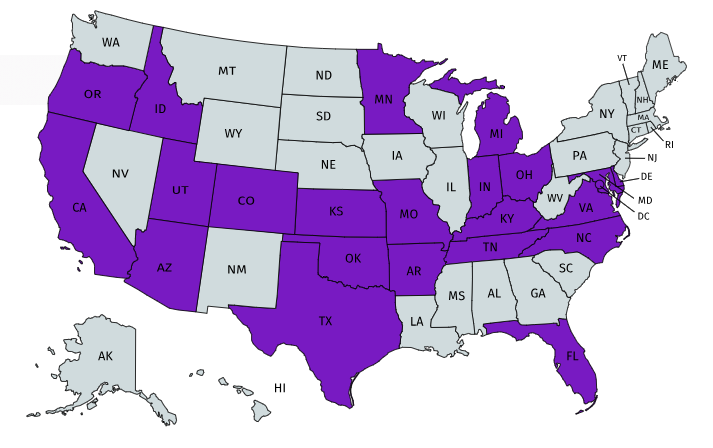 WA
MT
ND
MN
VT
ME
OR
ID
SD
WI
NY
NH
MA
CT
RI
WY
MI
IA
PA
NJ
NE
NV
UT
CO
IL
IN
OH
DE
WV
MD
DC
CA
KS
MO
KY
VA
AZ
NM
OK
AR
TN
NC
SC
MS
AL
GA
TX
LA
FL
AK
HI